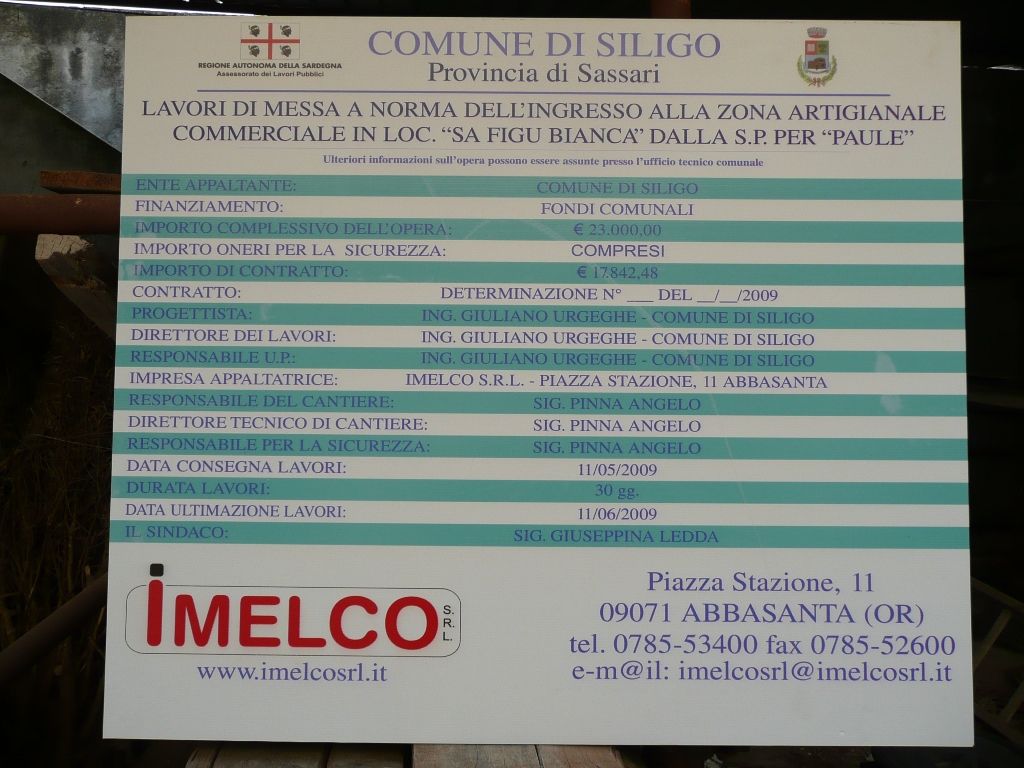 REGIONE AUTONOMA DELLA SARDEGNA
Assessorato dei Lavori Pubblici
COMUNE DI SILIGO
Provincia di Sassari
LAVORI DI MESSA A NORMA DELL'INGRESSO ALLA ZONA ARTIGIANALE
COMMERCIALE IN LOC. "SA FIGU BIANCA" DALLA S.P. PER "PAULE"
Ulteriori informazioni sull'opera possono essere assunte presso l'ufficio tecnico comunale
ENTE APPALTANTE: COMUNE DI SILIGO
FINANZIAMENTO: FONDI COMUNALI
IMPORTO COMPLESSIVO DELL'OPERA: € 23.000,00
IMPORTO ONERI PER LA SICUREZZA: COMPRESI
IMPORTO DI CONTRATTO: € 17.842,48
CONTRATTO: DETERMINAZIONE N° ___ DEL __/__/2009
PROGETTISTA: ING. GIULIANO URGEGHE - COMUNE DI SILIGO
DIRETTORE DEI LAVORI: ING. GIULIANO URGEGHE - COMUNE DI SILIGO
RESPONSABILE U.P.: ING. GIULIANO URGEGHE - COMUNE DI SILIGO
IMPRESA APPALTATRICE: IMELCO S.R.L. - PIAZZA STAZIONE, 11 ABBASANTA
RESPONSABILE DEL CANTIERE: SIG. PINNA ANGELO
DIRETTORE TECNICO DI CANTIERE: SIG. PINNA ANGELO
RESPONSABILE PER LA SICUREZZA: SIG. PINNA ANGELO
DATA CONSEGNA LAVORI: 11/05/2009
DURATA LAVORI: 30 gg.
DATA ULTIMAZIONE LAVORI: 11/06/2009
IL SINDACO: SIG. GIUSEPPINA LEDDA
iMELCO S.R.L.
www.imelcosrl.it
Piazza Stazione, 11
09071 ABBASANTA (OR)
tel. 0785-53400 fax 0785-52600
e-m@il: imelcosrl@imelcosrl.it